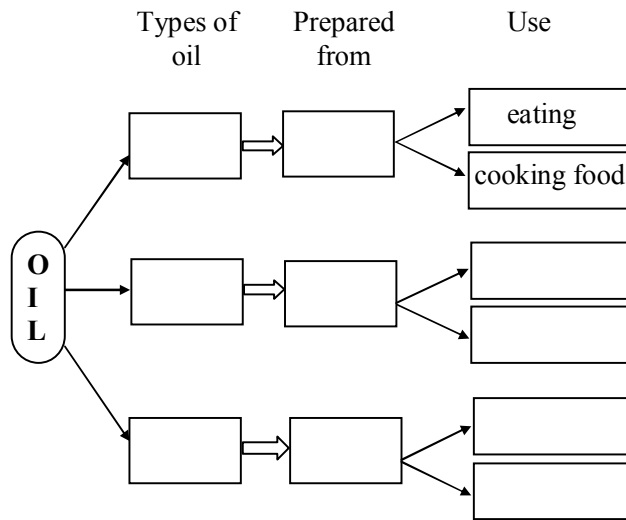 Types of
oil
Prepared
from
Use
eating
cooking food
O
I
L